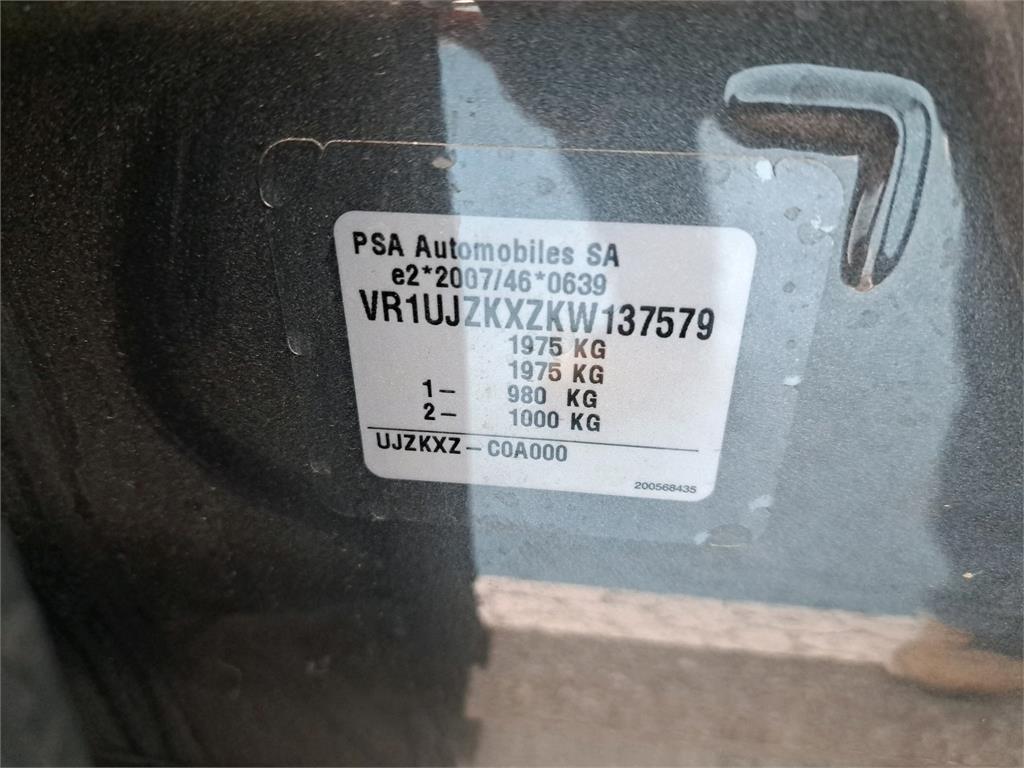 PSA Automobiles SA
e2*2007/46*0639
VR1UJZKXZKW137579
1975 KG
1975 KG
1- 980 KG
2- 1000 KG
UJZKXZ-C0A000
200568435